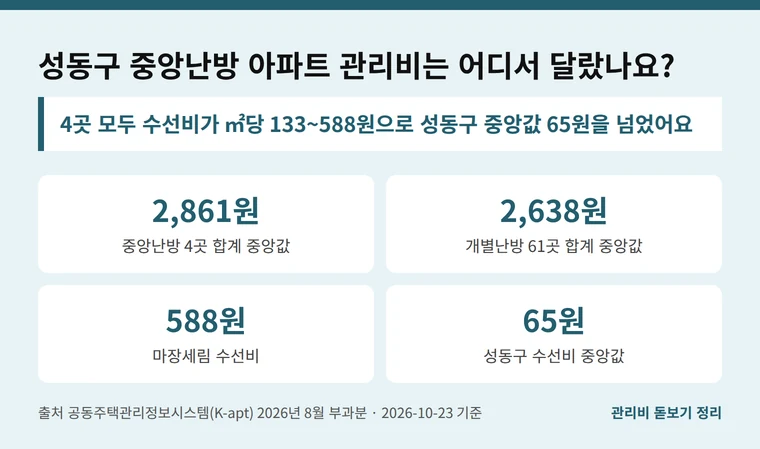 성동구 중앙난방 아파트 관리비는 어디서 달랐나요?
4곳 모두 수선비가 ㎡당 133~588원으로 성동구 중앙값 65원을 넘었어요
2,861원
중앙난방 4곳 합계 중앙값
2,638원
개별난방 61곳 합계 중앙값
588원
마장세림 수선비
65원
성동구 수선비 중앙값
출처 공동주택관리정보시스템(K-apt) 2026년 8월 부과분 · 2026-10-23 기준
관리비 돋보기 정리